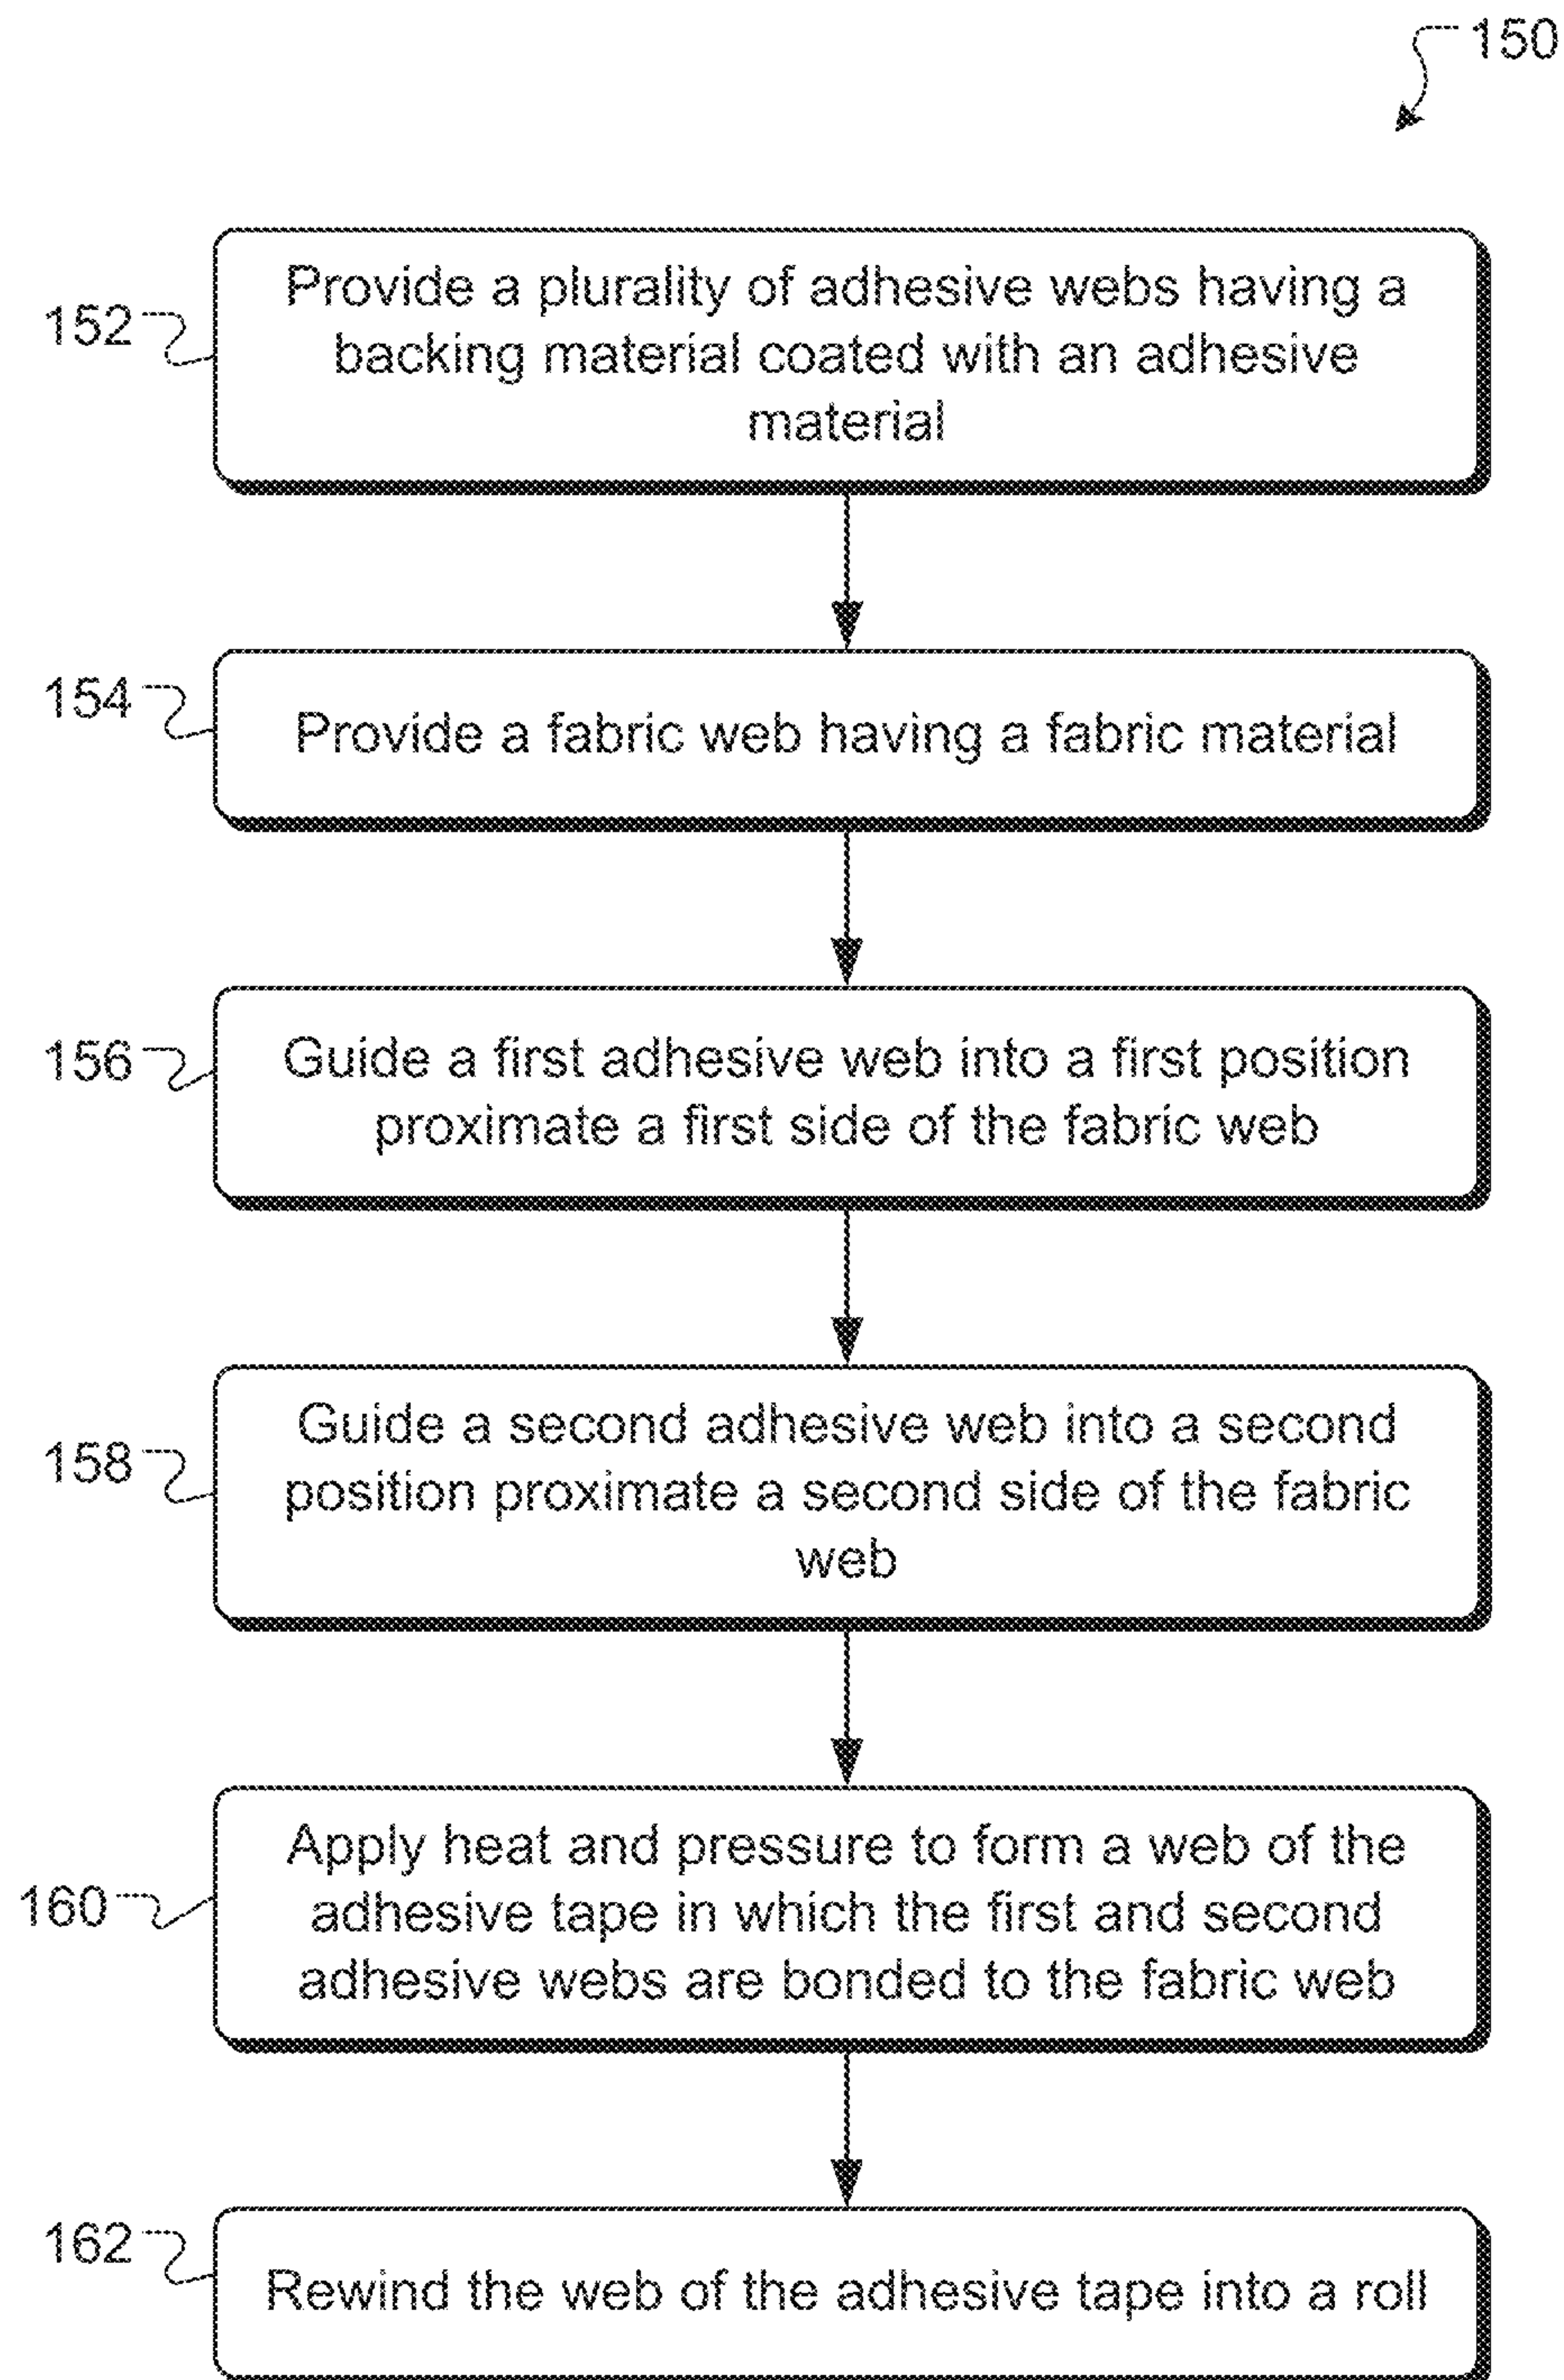 150
152
Provide a plurality of adhesive webs having a
backing material coated with an adhesive
material
154
Provide a fabric web having a fabric material
156
Guide a first adhesive web into a first position
proximate a first side of the fabric web
158
Guide a second adhesive web into a second
position proximate a second side of the fabric
web
160
Apply heat and pressure to form a web of the
adhesive tape in which the first and second
adhesive webs are bonded to the fabric web
162
Rewind the web of the adhesive tape into a roll